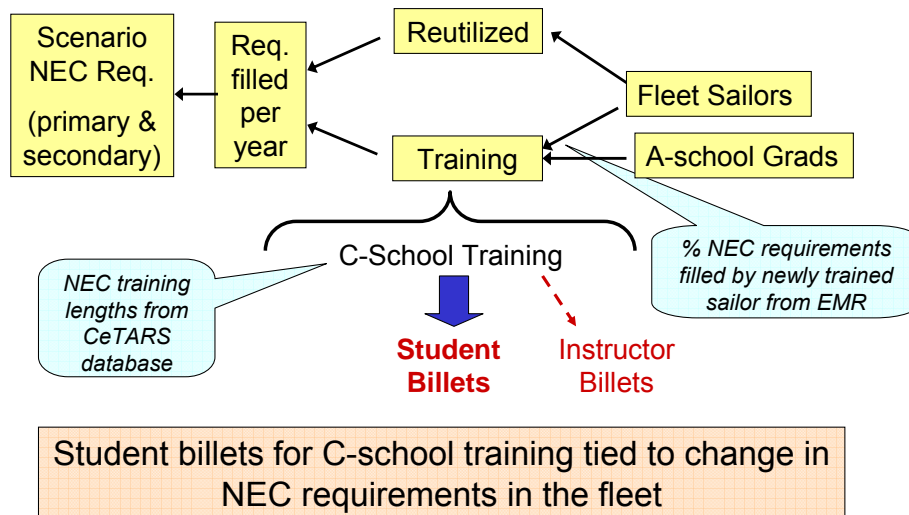 Scenario
NEC Req.
(primary &
secondary)
Req.
filled
per
year
Reutilized
Training
Fleet Sailors
A-school Grads
C-School Training
NEC training
lengths from
CeTARS
database
% NEC requirements
filled by newly trained
sailor from EMR
Student
Billets
Instructor
Billets
Student billets for C-school training tied to change in
NEC requirements in the fleet